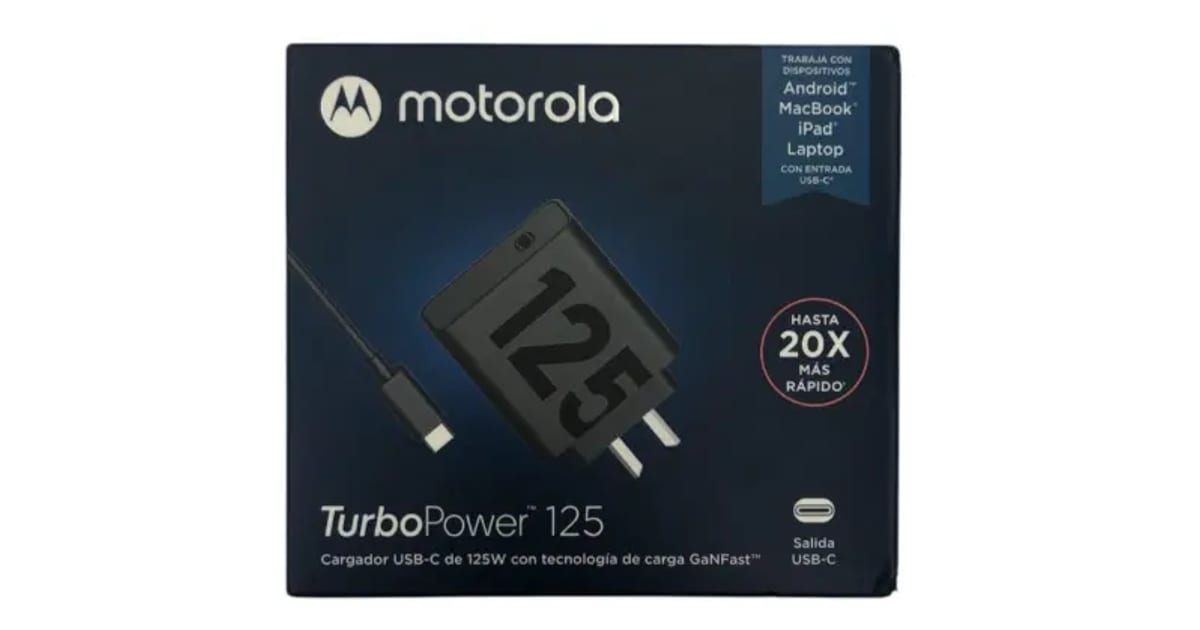 motorola
TRABAJA CON
DISPOSITIVOS
Android™
MacBook®
iPad®
Laptop
CON ENTRADA
USB-C*
125
HASTA
20X
MÁS
RÁPIDO¹
TurboPower™ 125
Cargador USB-C de 125W con tecnología de carga GaNFast™
Salida
USB-C